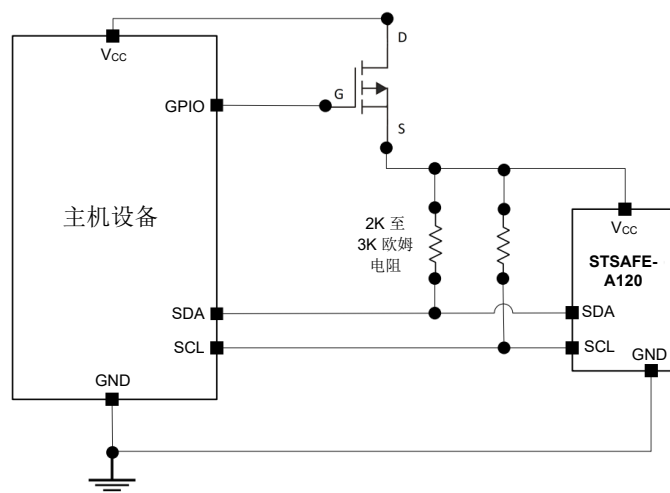 D
VCC
GPIO
G
S
主机设备
2K 至
3K 欧姆
电阻
VCC
STSAFE-
A120
SDA
SDA
SCL
SCL
GND
GND